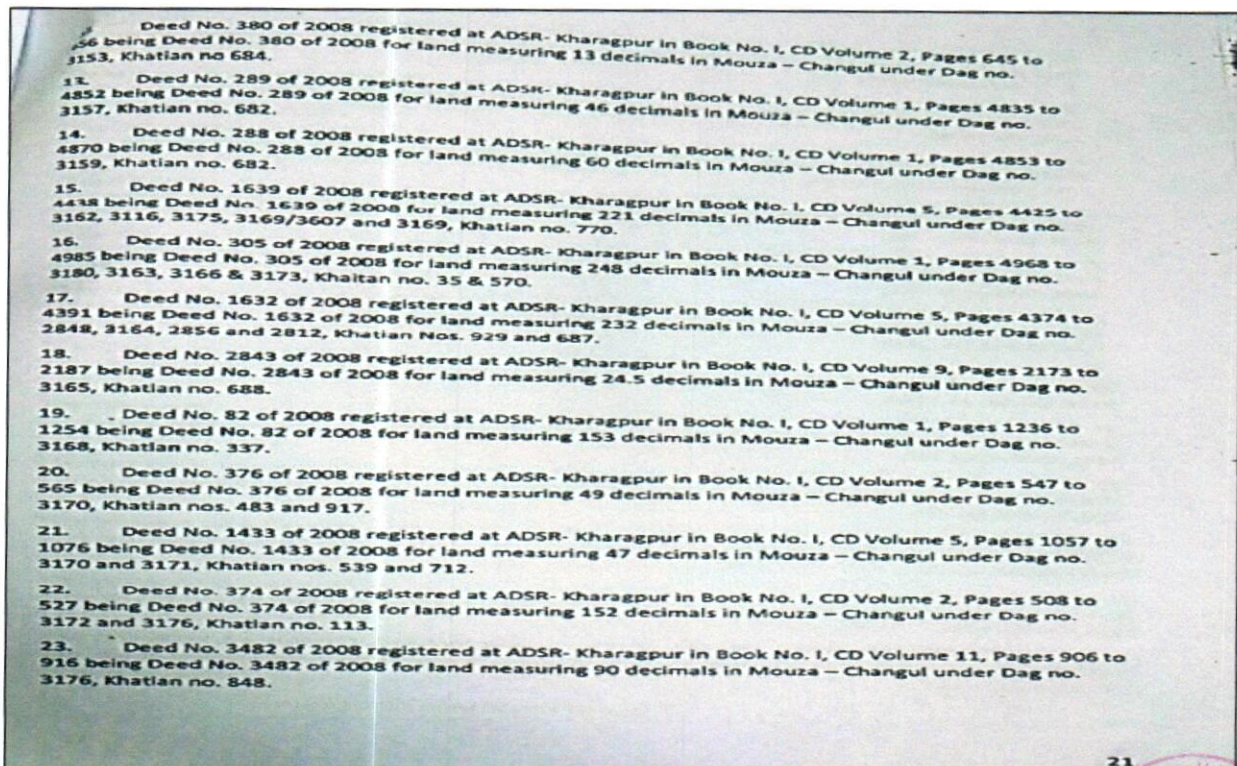 Deed No. 380 of 2008 registered at ADSR- Kharagpur in Book No. I, CD Volume 2, Pages 645 to
56 being Deed No. 380 of 2008 for land measuring 13 decimals in Mouza – Changul under Dag no.
3153, Khatian no 684.
13. Deed No. 289 of 2008 registered at ADSR- Kharagpur in Book No. I, CD Volume 1, Pages 4835 to
4852 being Deed No. 289 of 2008 for land measuring 46 decimals in Mouza – Changul under Dag no.
3157, Khatian no. 682.
14. Deed No. 288 of 2008 registered at ADSR- Kharagpur in Book No. I, CD Volume 1, Pages 4853 to
4870 being Deed No. 288 of 2008 for land measuring 60 decimals in Mouza – Changul under Dag no.
3159, Khatian no. 682.
15. Deed No. 1639 of 2008 registered at ADSR- Kharagpur in Book No. I, CD Volume 5, Pages 4425 to
4438 being Deed No. 1639 of 2008 for land measuring 221 decimals in Mouza – Changul under Dag no.
3162, 3116, 3175, 3169/3607 and 3169, Khatian no. 770.
16. Deed No. 305 of 2008 registered at ADSR- Kharagpur in Book No. I, CD Volume 1, Pages 4968 to
4985 being Deed No. 305 of 2008 for land measuring 248 decimals in Mouza – Changul under Dag no.
3180, 3163, 3166 & 3173, Khaitan no. 35 & 570.
17. Deed No. 1632 of 2008 registered at ADSR- Kharagpur in Book No. I, CD Volume 5, Pages 4374 to
4391 being Deed No. 1632 of 2008 for land measuring 232 decimals in Mouza – Changul under Dag no.
2848, 3164, 2856 and 2812, Khatian Nos. 929 and 687.
18. Deed No. 2843 of 2008 registered at ADSR- Kharagpur in Book No. I, CD Volume 9, Pages 2173 to
2187 being Deed No. 2843 of 2008 for land measuring 24.5 decimals in Mouza – Changul under Dag no.
3165, Khatian no. 688.
19. Deed No. 82 of 2008 registered at ADSR- Kharagpur in Book No. I, CD Volume 1, Pages 1236 to
1254 being Deed No. 82 of 2008 for land measuring 153 decimals in Mouza – Changul under Dag no.
3168, Khatian no. 337.
20. Deed No. 376 of 2008 registered at ADSR- Kharagpur in Book No. I, CD Volume 2, Pages 547 to
565 being Deed No. 376 of 2008 for land measuring 49 decimals in Mouza – Changul under Dag no.
3170, Khatian nos. 483 and 917.
21. Deed No. 1433 of 2008 registered at ADSR- Kharagpur in Book No. I, CD Volume 5, Pages 1057 to
1076 being Deed No. 1433 of 2008 for land measuring 47 decimals in Mouza – Changul under Dag no.
3170 and 3171, Khatian nos. 539 and 712.
22. Deed No. 374 of 2008 registered at ADSR- Kharagpur in Book No. I, CD Volume 2, Pages 508 to
527 being Deed No. 374 of 2008 for land measuring 152 decimals in Mouza – Changul under Dag no.
3172 and 3176, Khatian no. 113.
23. Deed No. 3482 of 2008 registered at ADSR- Kharagpur in Book No. I, CD Volume 11, Pages 906 to
916 being Deed No. 3482 of 2008 for land measuring 90 decimals in Mouza – Changul under Dag no.
3176, Khatian no. 848.
21